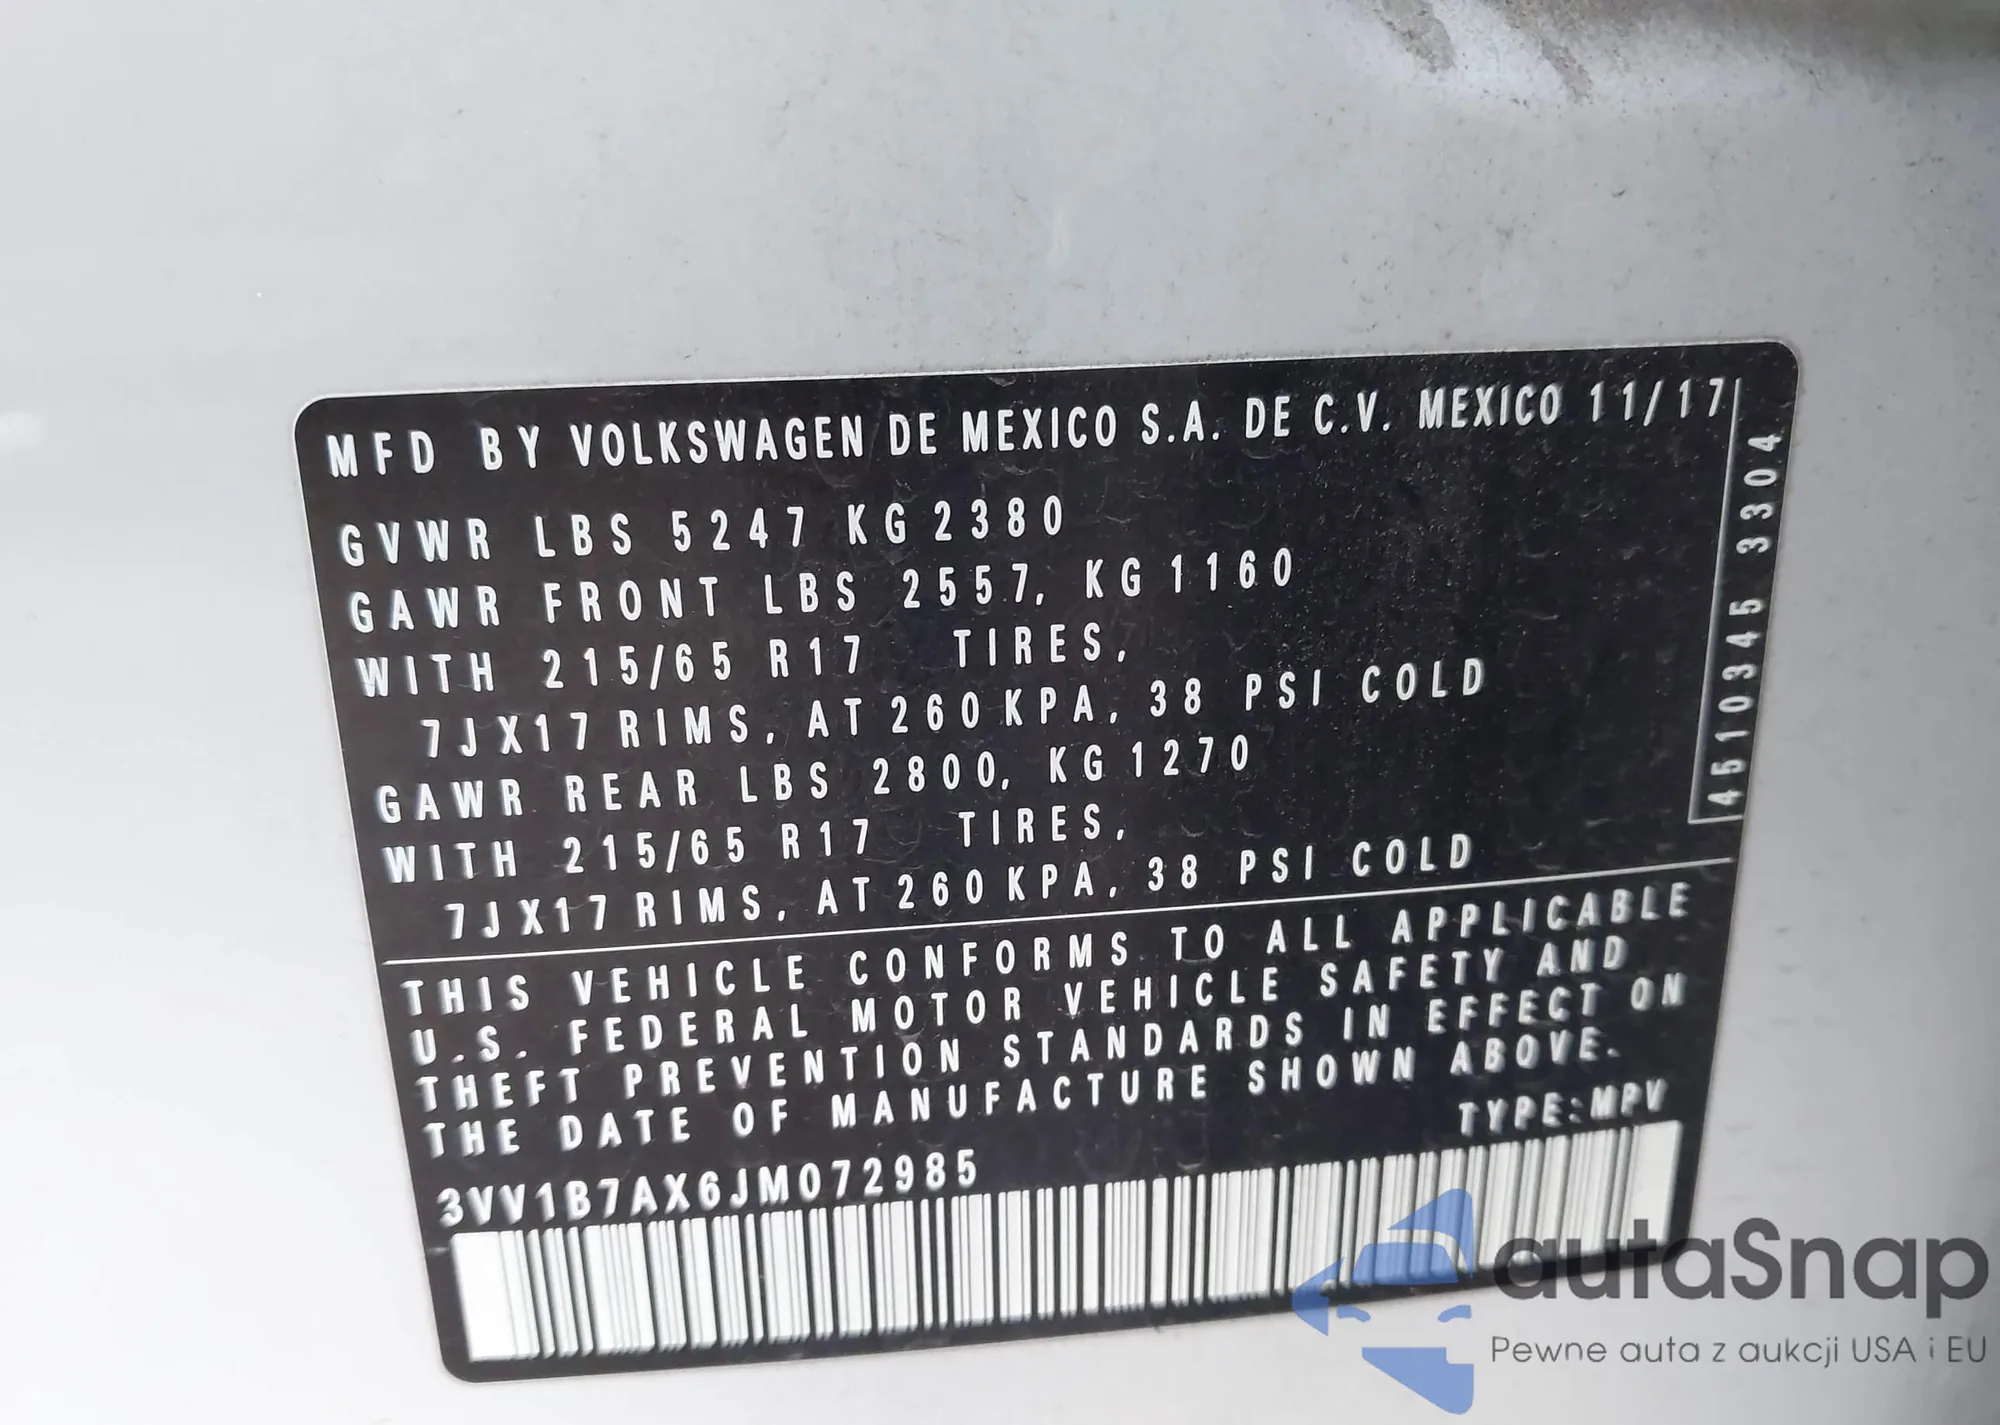 MFD BY VOLKSWAGEN DE MEXICO S.A. DE C.V. MEXICO 11/17
GVWR LBS 5247 KG 2380
GAWR FRONT LBS 2557, KG 1160
WITH 215/65 R17 TIRES,
7JX17 RIMS, AT 260 KPA, 38 PSI COLD
GAWR REAR LBS 2800, KG 1270
WITH 215/65 R17 TIRES,
7JX17 RIMS, AT 260 KPA, 38 PSI COLD
4510345 3304
THIS VEHICLE CONFORMS TO ALL APPLICABLE
U.S. FEDERAL MOTOR VEHICLE SAFETY AND
THEFT PREVENTION STANDARDS IN EFFECT ON
THE DATE OF MANUFACTURE SHOWN ABOVE.
TYPE: MPV
3VV1B7AX6JM072985
autaSnap
Pewne auta z aukcji USA i EU